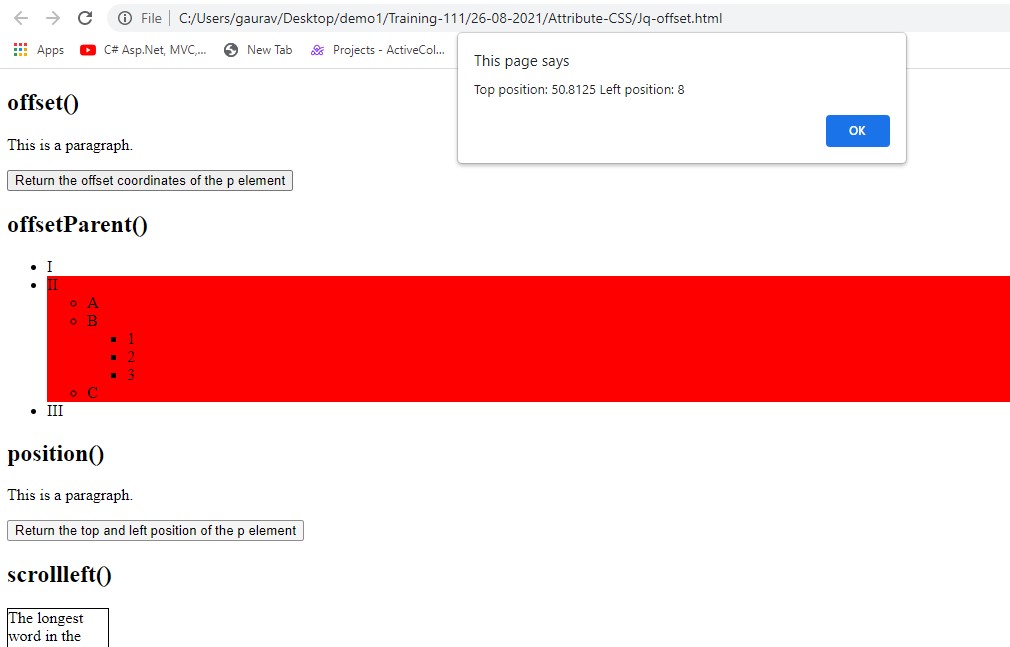 File | C:/Users/gaurav/Desktop/demo1/Training-111/26-08-2021/Attribute-CSS/Jq-offset.html
Apps C# Asp.Net, MVC,... New Tab Projects - ActiveCol...
This page says
Top position: 50.8125 Left position: 8
OK
offset()
This is a paragraph.
Return the offset coordinates of the p element
offsetParent()
I
II
A
B
1
2
3
C
III
position()
This is a paragraph.
Return the top and left position of the p element
scrollleft()
The longest
word in the